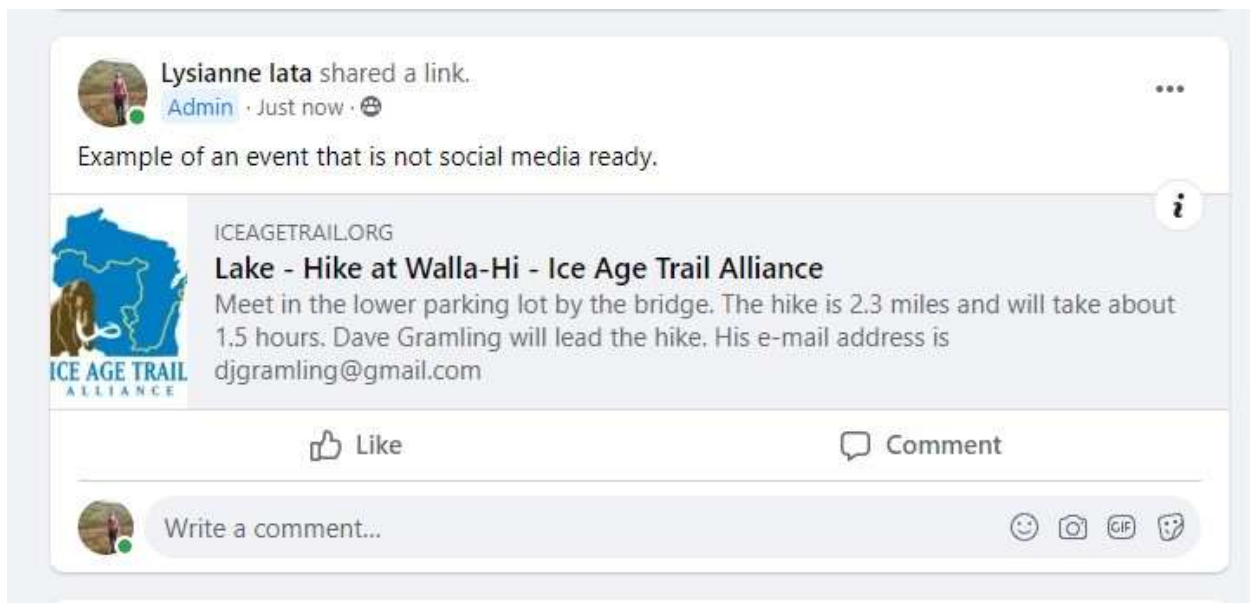 Lysianne Iata shared a link.
Admin · Just now ·
Example of an event that is not social media ready.
i
ICEAGETRAIL.ORG
Lake - Hike at Walla-Hi - Ice Age Trail Alliance
Meet in the lower parking lot by the bridge. The hike is 2.3 miles and will take about
1.5 hours. Dave Gramling will lead the hike. His e-mail address is
djgramling@gmail.com
ICE AGE TRAIL
ALLIANCE
Like
Comment
Write a comment...
GIF